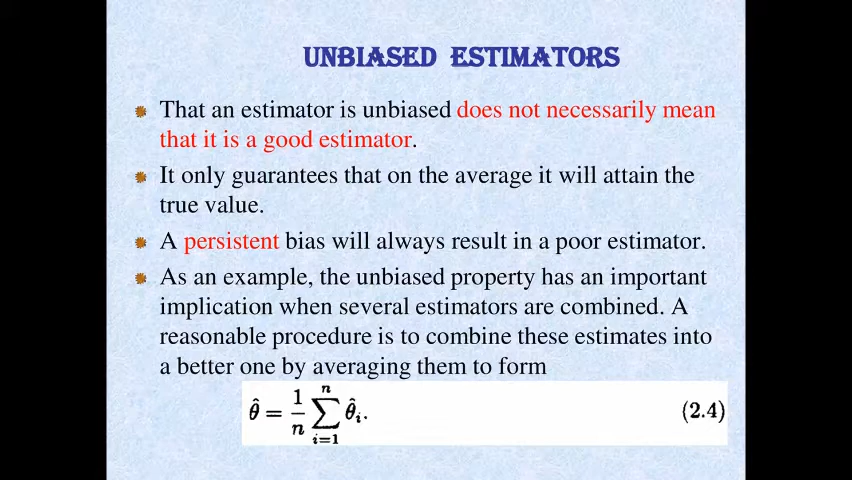 UNBIASED ESTIMATORS
That an estimator is unbiased does not necessarily mean
that it is a good estimator.
It only guarantees that on the average it will attain the
true value.
A persistent bias will always result in a poor estimator.
As an example, the unbiased property has an important
implication when several estimators are combined. A
reasonable procedure is to combine these estimates into
a better one by averaging them to form
θ̂ = 1/n ∑_{i=1}^{n} θ̂_i. (2.4)